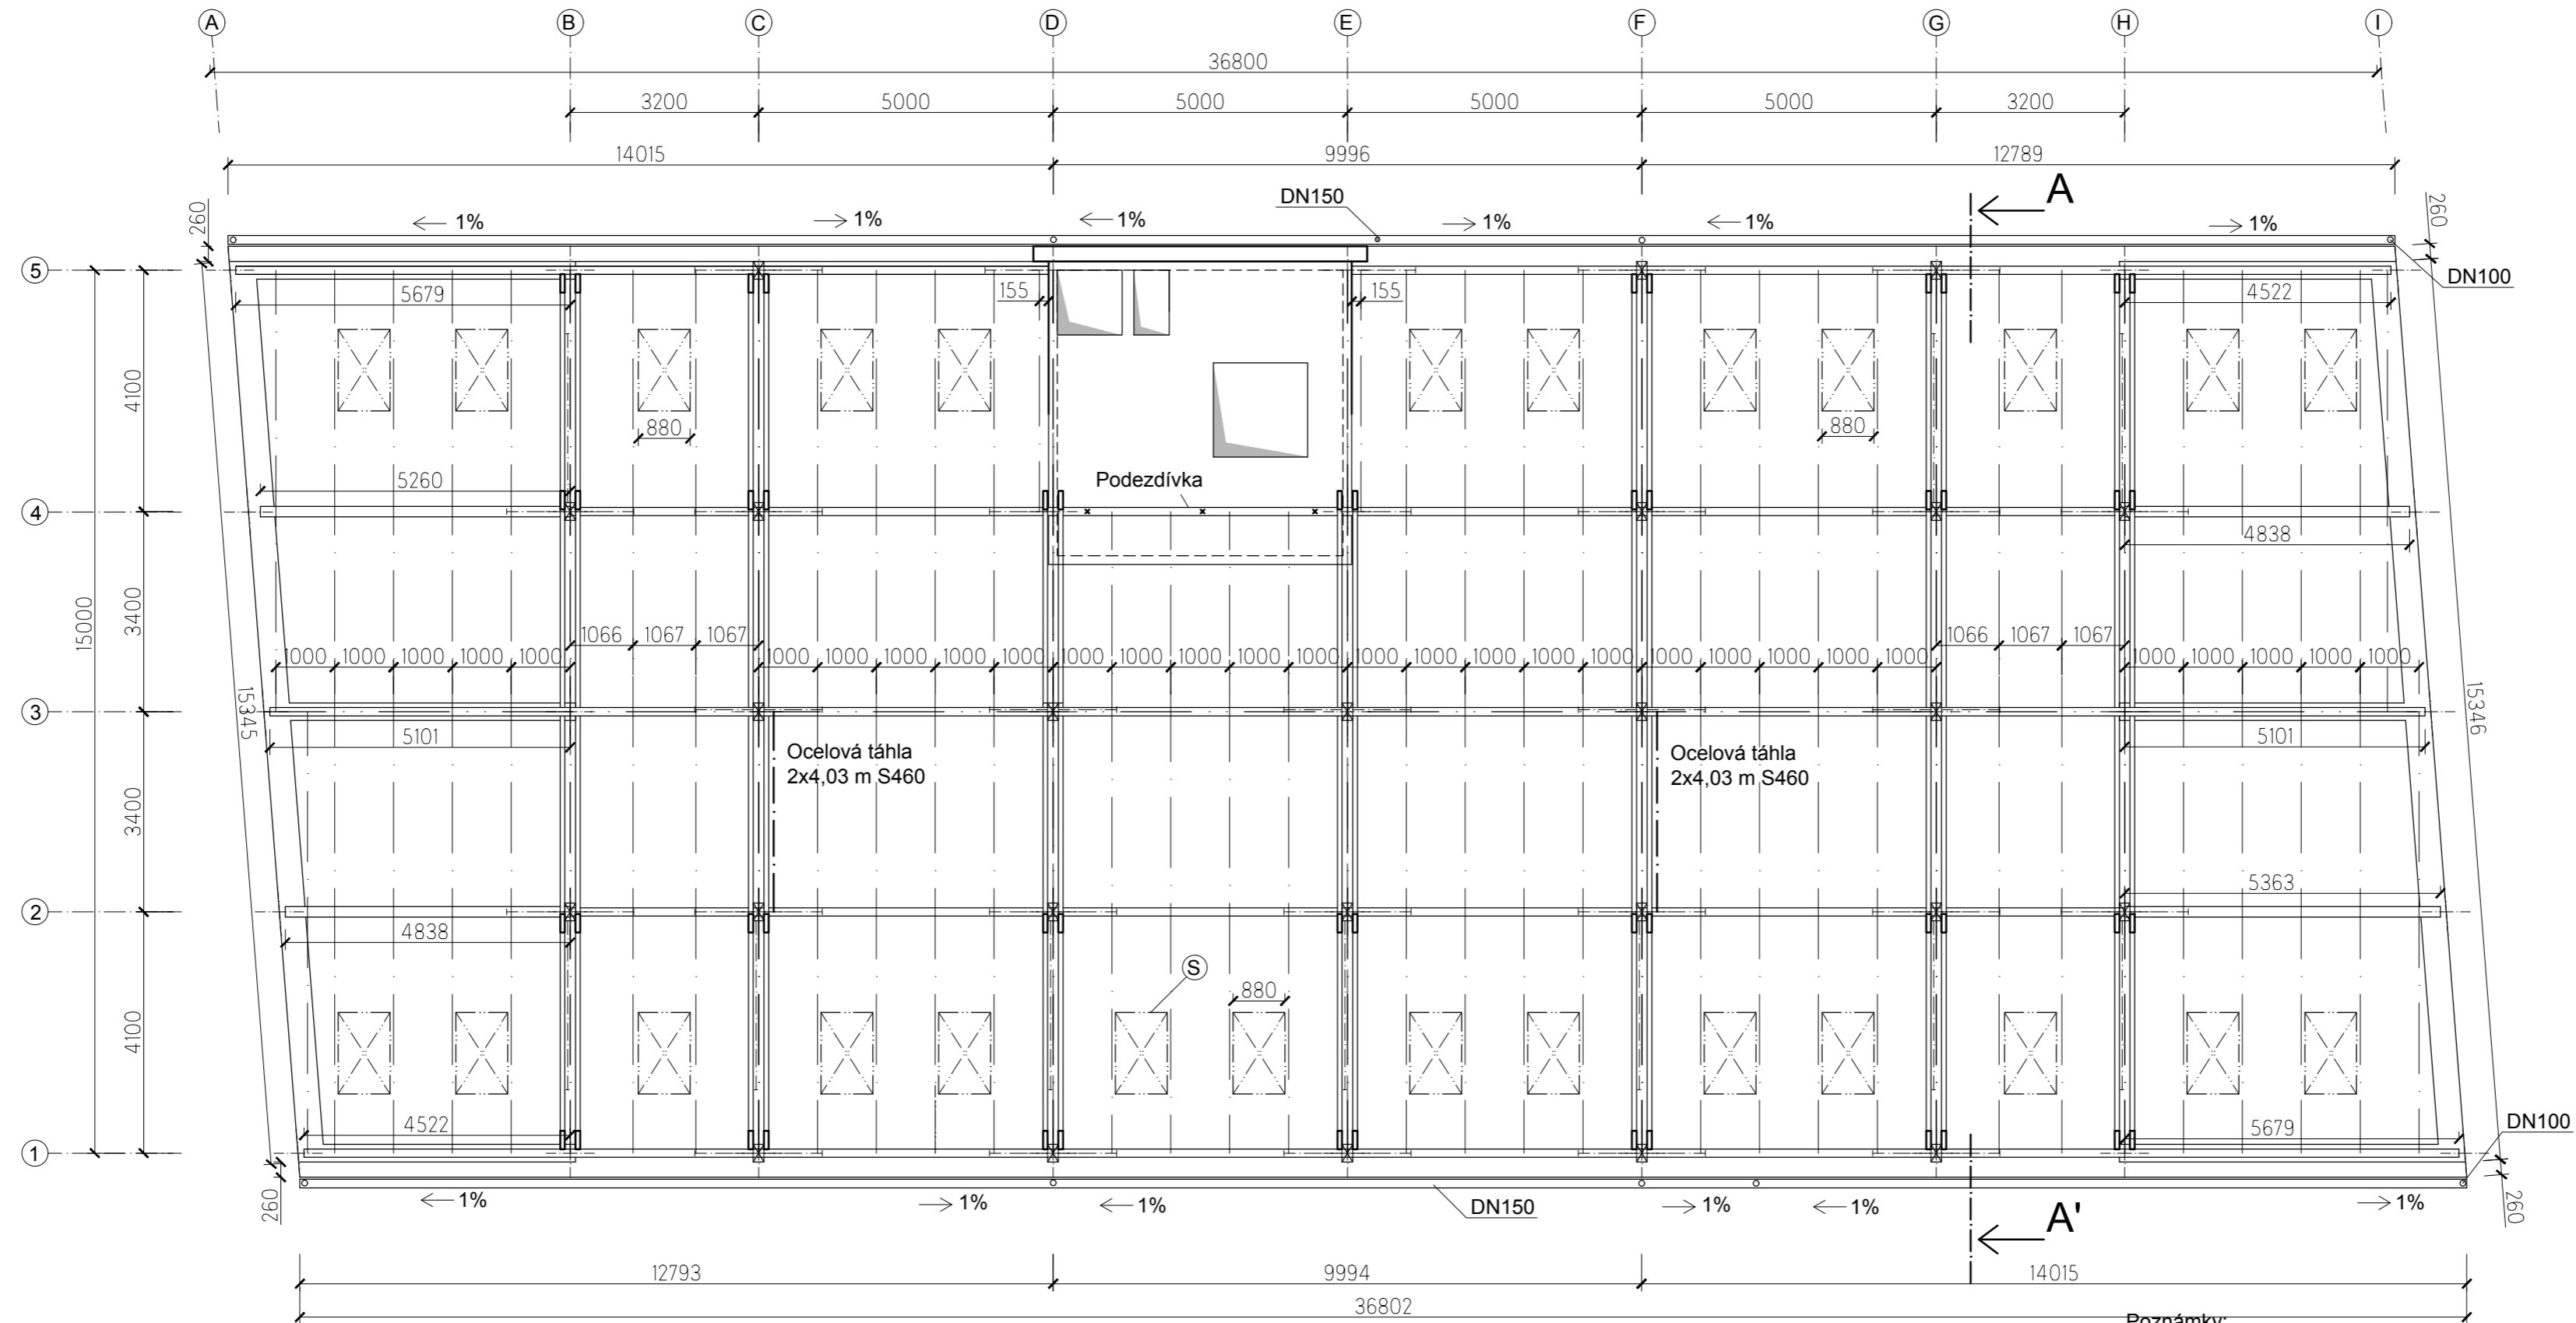 A B C D E F G H I
36800
3200 5000 5000 5000 5000 3200
14015 9996 12789
DN150
A
260 ← 1% → 1% ← 1% → 1% ← 1% → 1% 260
5
DN100
5679 155 155 4522
4100
880 880
5260 Podezdívka
4
4838
3400
15000
1066 1067 1067 1066 1067 1067
1000 1000 1000 1000 1000 1000 1000 1000 1000 1000 1000 1000 1000 1000 1000 1000 1000 1000 1000 1000 1000 1000 1000 1000 1000 1000 1000 1000 1000 1000
15345 15346
3
5101 5101
Ocelová táhla
2x4,03 m S460
Ocelová táhla
2x4,03 m S460
3400
5363
2
4838
S
880
4100
4522 5679
DN100
1
260 ← 1% → 1% ← 1% DN150 → 1% ← 1% → 1% 260
A'
12793 9994 14015
36802
Poznámky: